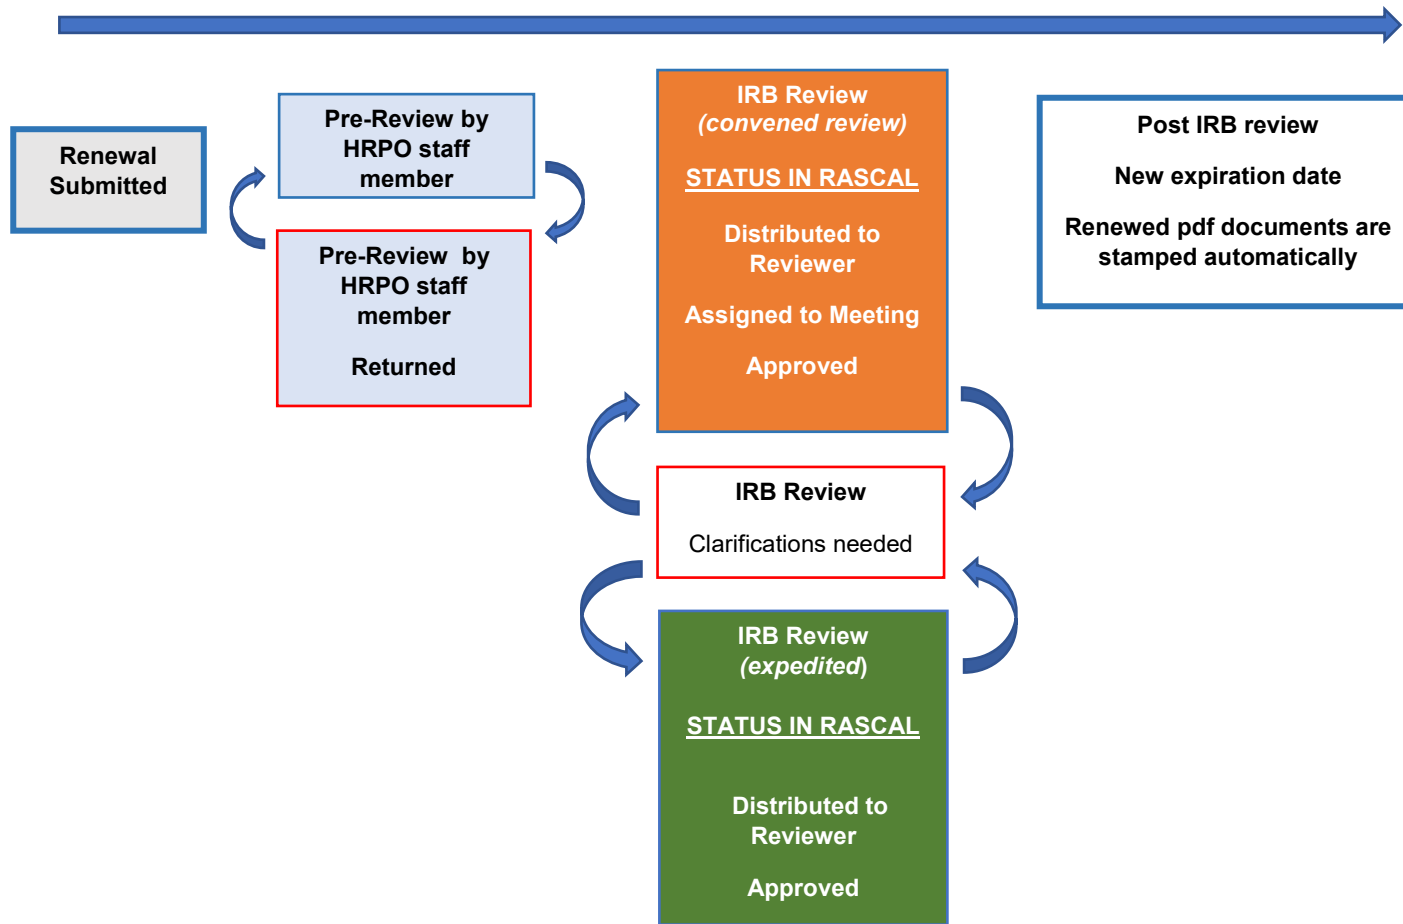 Renewal
Submitted
Pre-Review by
HRPO staff
member
Pre-Review by
HRPO staff
member
Returned
IRB Review
(convened review)
STATUS IN RASCAL
Distributed to
Reviewer
Assigned to Meeting
Approved
IRB Review
Clarifications needed
IRB Review
(expedited)
STATUS IN RASCAL
Distributed to
Reviewer
Approved
Post IRB review
New expiration date
Renewed pdf documents are
stamped automatically